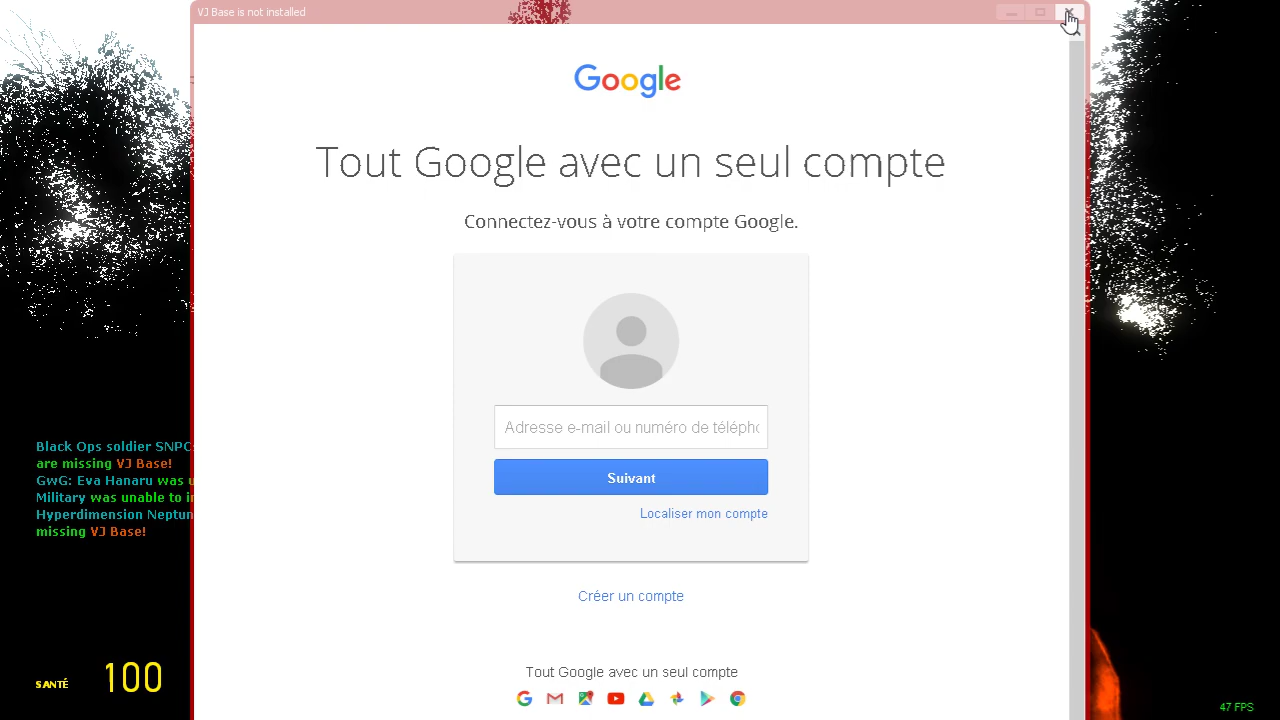 VJ Base is not installed
Google
Tout Google avec un seul compte
Connectez-vous à votre compte Google.
Adresse e-mail ou numéro de télépho
Suivant
Localiser mon compte
Créer un compte
Tout Google avec un seul compte
Black Ops soldier SNPC
are missing VJ Base!
GwG: Eva Hanaru was u
Military was unable to i
Hyperdimension Neptun
missing VJ Base!
SANTÉ 100
47 FPS